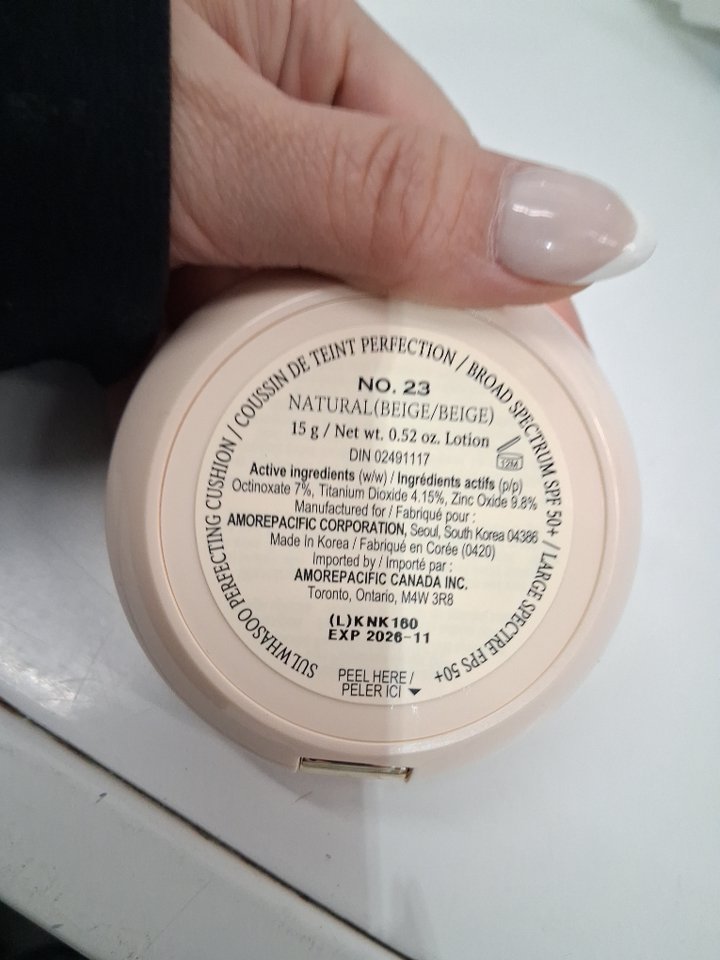 SULWHASOO PERFECTING CUSHION / COUSSIN DE TEINT PERFECTION / BROAD SPECTRUM SPF 50+ / LARGE SPECTRE FPS 50+
NO. 23
NATURAL(BEIGE/BEIGE)
15 g / Net wt. 0.52 oz. Lotion
12M
DIN 02491117
Active ingredients (w/w) / Ingrédients actifs (p/p)
Octinoxate 7%, Titanium Dioxide 4.15%, Zinc Oxide 9.8%
Manufactured for / Fabriqué pour :
AMOREPACIFIC CORPORATION, Seoul, South Korea 04386
Made In Korea / Fabriqué en Corée (0420)
Imported by / Importé par :
AMOREPACIFIC CANADA INC.
Toronto, Ontario, M4W 3R8
(L)KNK160
EXP 2026-11
PEEL HERE /
PELER ICI